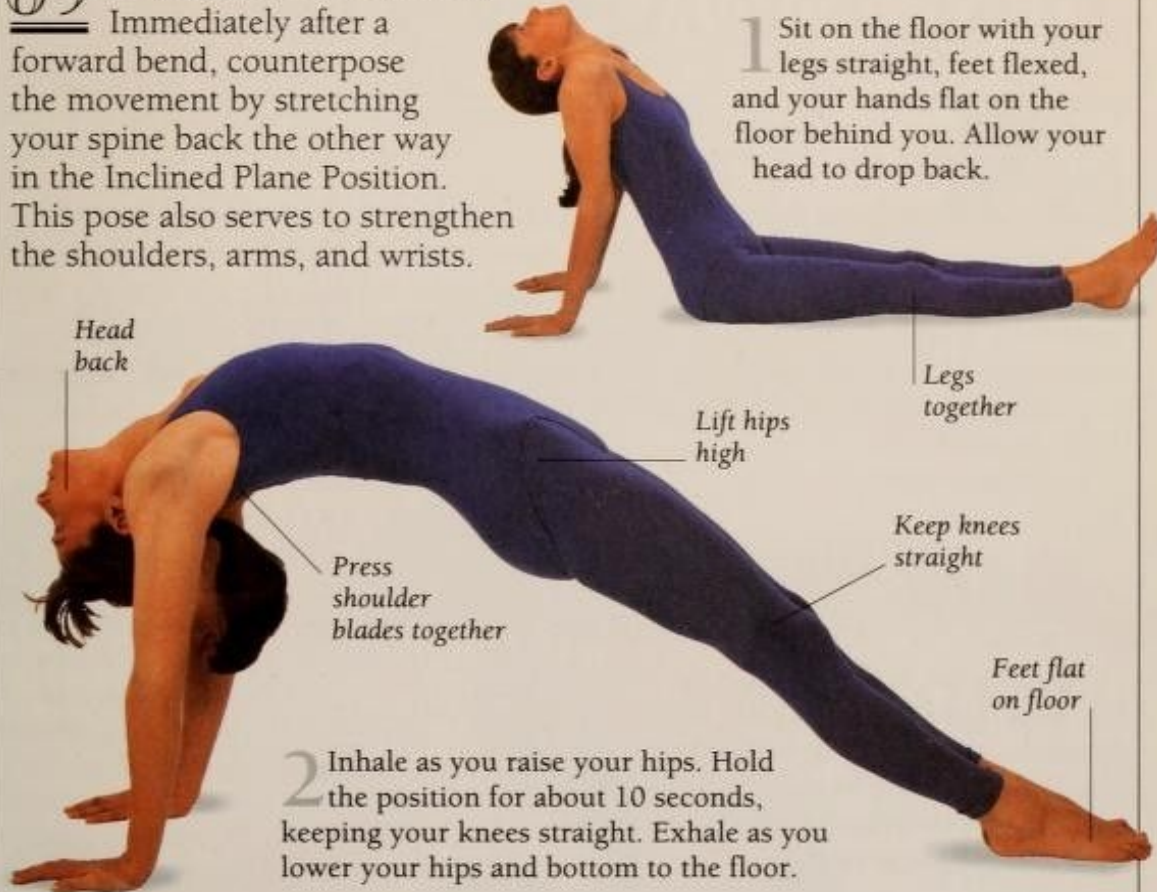 Immediately after a
forward bend, counterpose
the movement by stretching
your spine back the other way
in the Inclined Plane Position.
This pose also serves to strengthen
the shoulders, arms, and wrists.
1 Sit on the floor with your
legs straight, feet flexed,
and your hands flat on the
floor behind you. Allow your
head to drop back.
Legs
together
Head
back
Lift hips
high
Keep knees
straight
Press
shoulder
blades together
Feet flat
on floor
2 Inhale as you raise your hips. Hold
the position for about 10 seconds,
keeping your knees straight. Exhale as you
lower your hips and bottom to the floor.